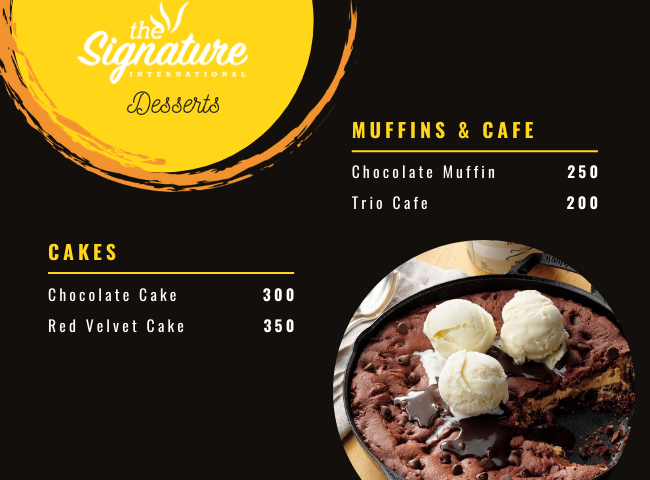 the
Signature
INTERNATIONAL
Desserts
MUFFINS & CAFE
Chocolate Muffin 250
Trio Cafe 200
CAKES
Chocolate Cake 300
Red Velvet Cake 350